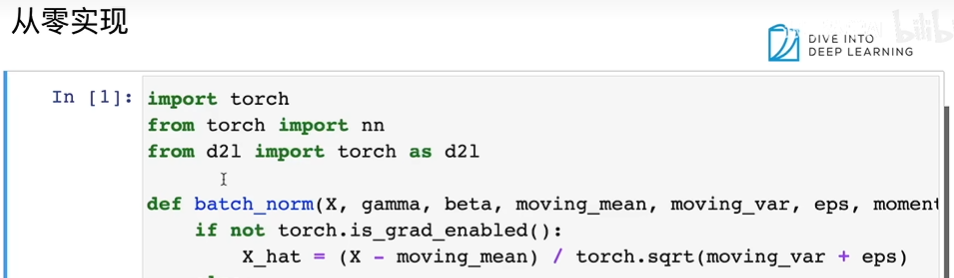 从零实现
DIVE INTO
DEEP LEARNING
In [1]:
import torch
from torch import nn
from d2l import torch as d2l
def batch_norm(X, gamma, beta, moving_mean, moving_var, eps, moment
if not torch.is_grad_enabled():
X_hat = (X - moving_mean) / torch.sqrt(moving_var + eps)